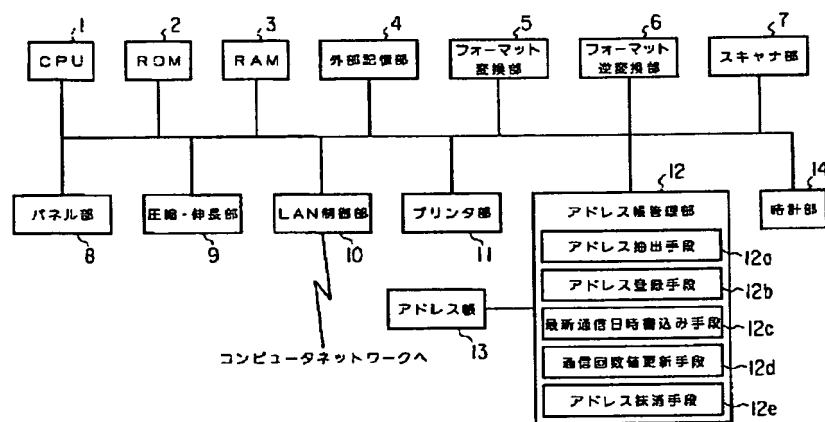 1 2 3 4 5 6 7
CPU ROM RAM 外部記憶部 フォーマット変換部 フォーマット逆変換部 スキャナ部
パネル部 圧縮・伸長部 LAN制御部 プリンタ部 12 14
8 9 10 11 アドレス帳管理部 時計部
アドレス抽出手段 12a
アドレス登録手段 12b
アドレス帳 13
最新通信日時書込み手段 12c
コンピュータネットワークへ
通信回数値更新手段 12d
アドレス抹消手段 12e